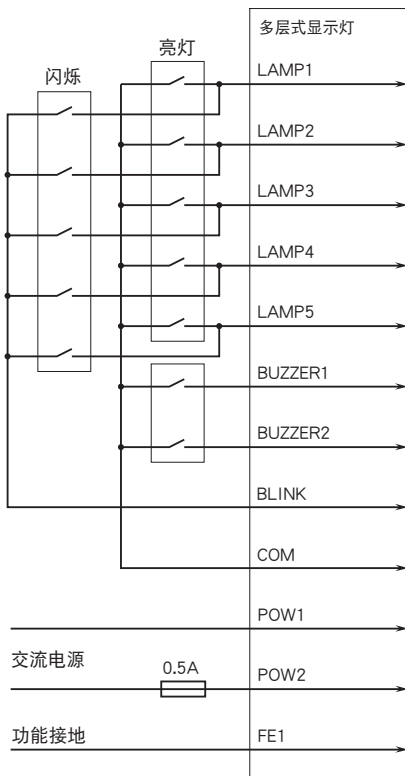 多层式显示灯
亮灯
闪烁
LAMP1
LAMP2
LAMP3
LAMP4
LAMP5
BUZZER1
BUZZER2
BLINK
COM
POW1
交流电源
0.5A
POW2
功能接地
FE1